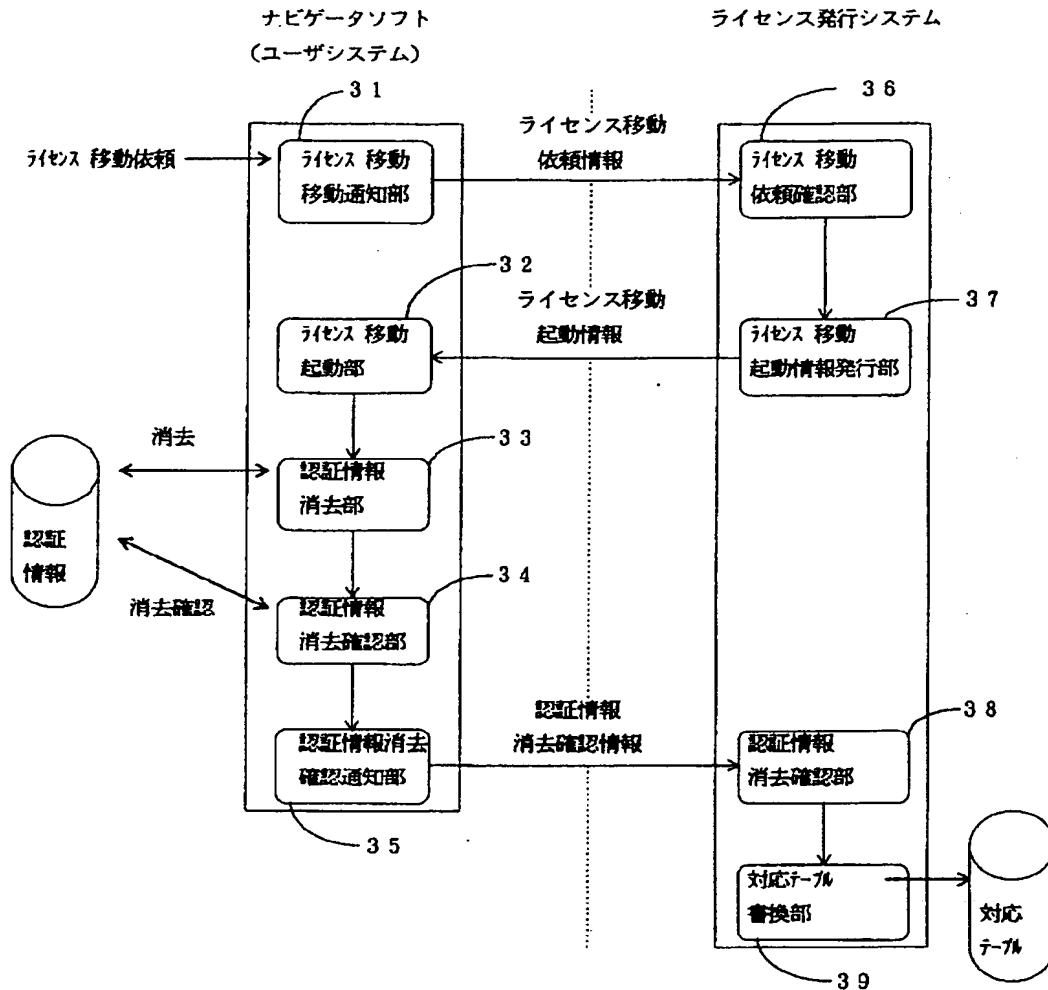 ナビゲータソフト
(ユーザシステム)
ライセンス発行システム
31
36
ライセンス 移動依頼
ライセンス 移動
移動通知部
ライセンス移動
依頼情報
ライセンス 移動
依頼確認部
32
37
ライセンス 移動
起動部
ライセンス移動
起動情報
ライセンス 移動
起動情報発行部
33
消去
認証情報
消去部
認証
情報
34
消去確認
認証情報
消去確認部
38
認証情報消去
確認通知部
認証情報
消去確認情報
認証情報
消去確認部
35
対応テーブル
書換部
対応
テーブル
39